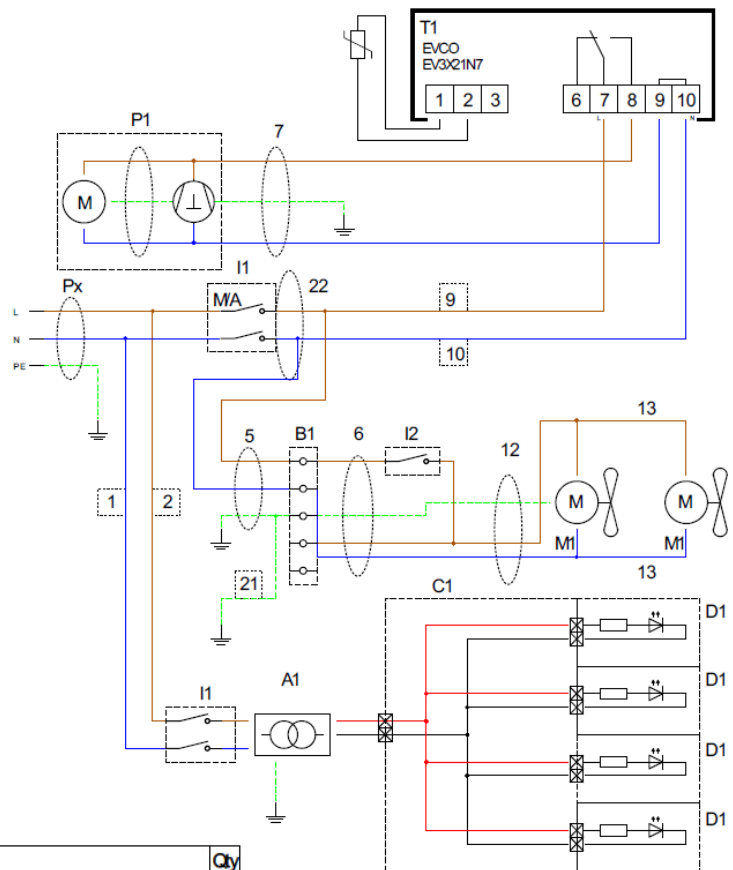 T1
EVCO
EV3X21N7
1 2 3
6 7 8 9 10
L N
P1
7
M
I1
Px
M/A
22
L
9
N
10
PE
5
B1
6
I2
13
12
1
2
M
M
M1
M1
21
13
C1
D1
I1
A1
D1
D1
D1
Qty